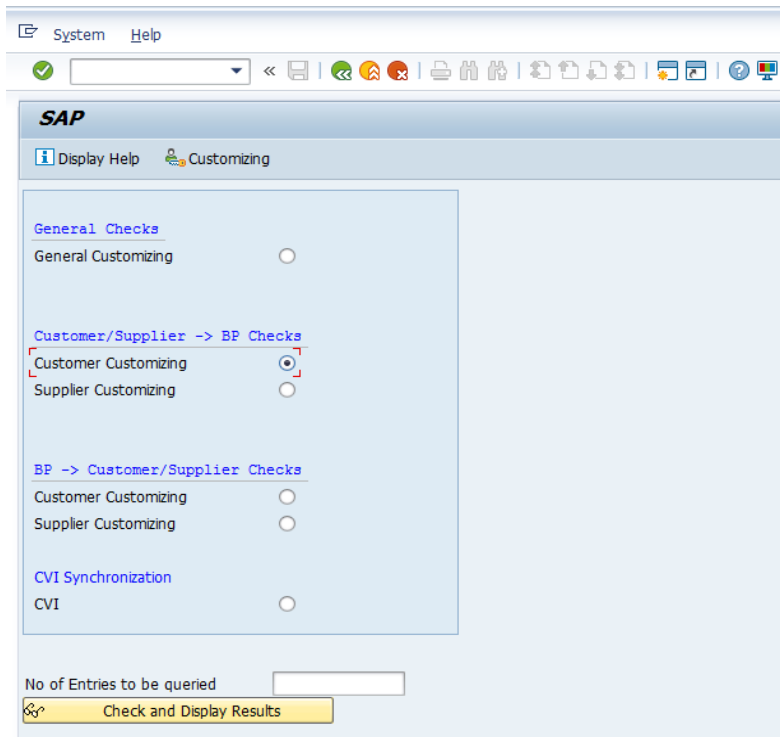 System Help
SAP
Display Help Customizing
General Checks
General Customizing
Customer/Supplier -> BP Checks
Customer Customizing
Supplier Customizing
BP -> Customer/Supplier Checks
Customer Customizing
Supplier Customizing
CVI Synchronization
CVI
No of Entries to be queried
Check and Display Results